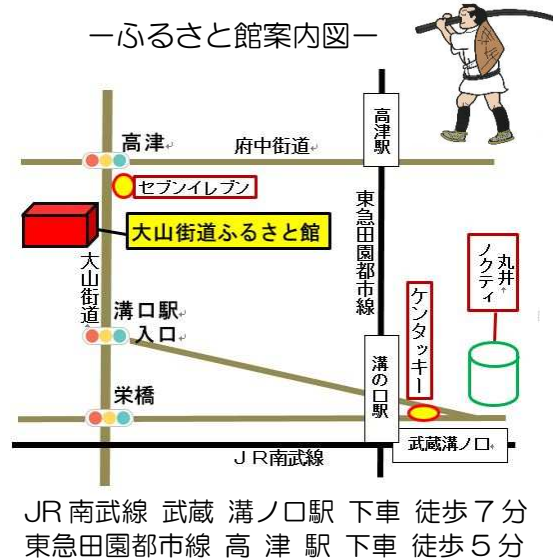 －ふるさと館案内図－
高津
府中街道
高津駅
セブンイレブン
大山街道ふるさと館
大山街道
東急田園都市線
丸井
ノクティ
ケンタッキー
溝口駅
入口
溝の口駅
栄橋
武蔵溝ノ口
ＪＲ南武線
JR南武線 武蔵 溝ノ口駅 下車 徒歩７分
東急田園都市線 高 津 駅 下車 徒歩５分